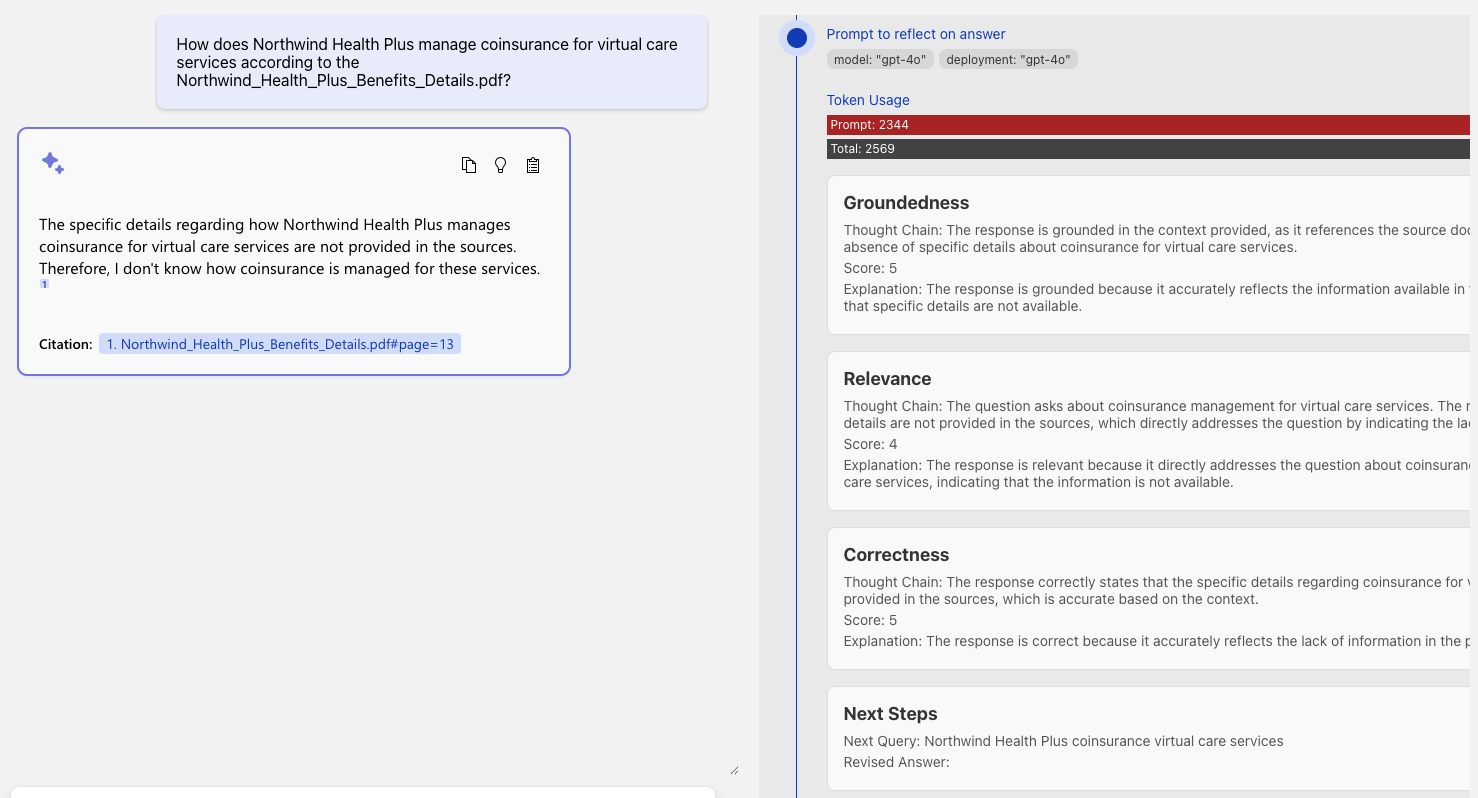 How does Northwind Health Plus manage coinsurance for virtual care
services according to the
Northwind_Health_Plus_Benefits_Details.pdf?
The specific details regarding how Northwind Health Plus manages
coinsurance for virtual care services are not provided in the sources.
Therefore, I don't know how coinsurance is managed for these services.
1
Citation: 1. Northwind_Health_Plus_Benefits_Details.pdf#page=13
Prompt to reflect on answer
model: "gpt-4o" deployment: "gpt-4o"
Token Usage
Prompt: 2344
Total: 2569
Groundedness
Thought Chain: The response is grounded in the context provided, as it references the source
absence of specific details about coinsurance for virtual care services.
Score: 5
Explanation: The response is grounded because it accurately reflects the information available in
that specific details are not available.
Relevance
Thought Chain: The question asks about coinsurance management for virtual care services. The
details are not provided in the sources, which directly addresses the question by indicating the
Score: 4
Explanation: The response is relevant because it directly addresses the question about
care services, indicating that the information is not available.
Correctness
Thought Chain: The response correctly states that the specific details regarding coinsurance for
provided in the sources, which is accurate based on the context.
Score: 5
Explanation: The response is correct because it accurately reflects the lack of information in the
Next Steps
Next Query: Northwind Health Plus coinsurance virtual care services
Revised Answer: